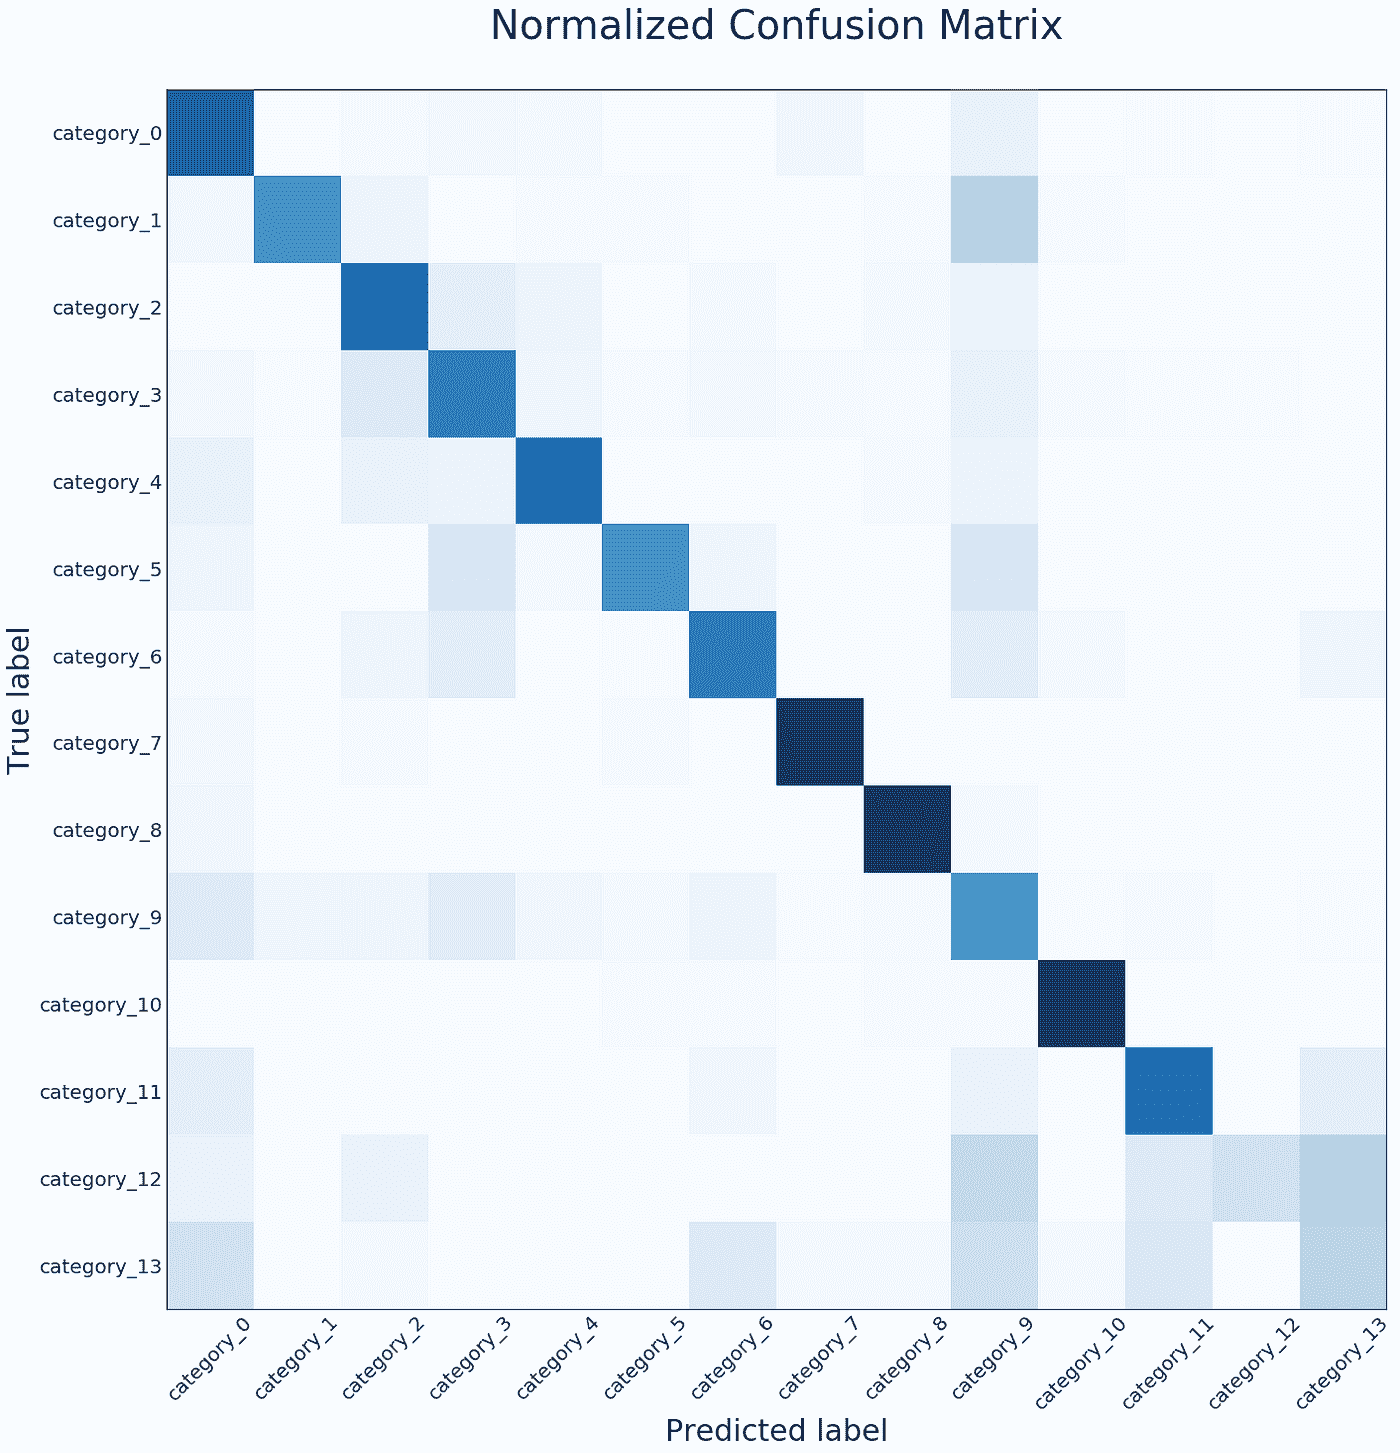 Normalized Confusion Matrix
True label
category_0
category_1
category_2
category_3
category_4
category_5
category_6
category_7
category_8
category_9
category_10
category_11
category_12
category_13
category_0
category_1
category_2
category_3
category_4
category_5
category_6
category_7
category_8
category_9
category_10
category_11
category_12
category_13
Predicted label